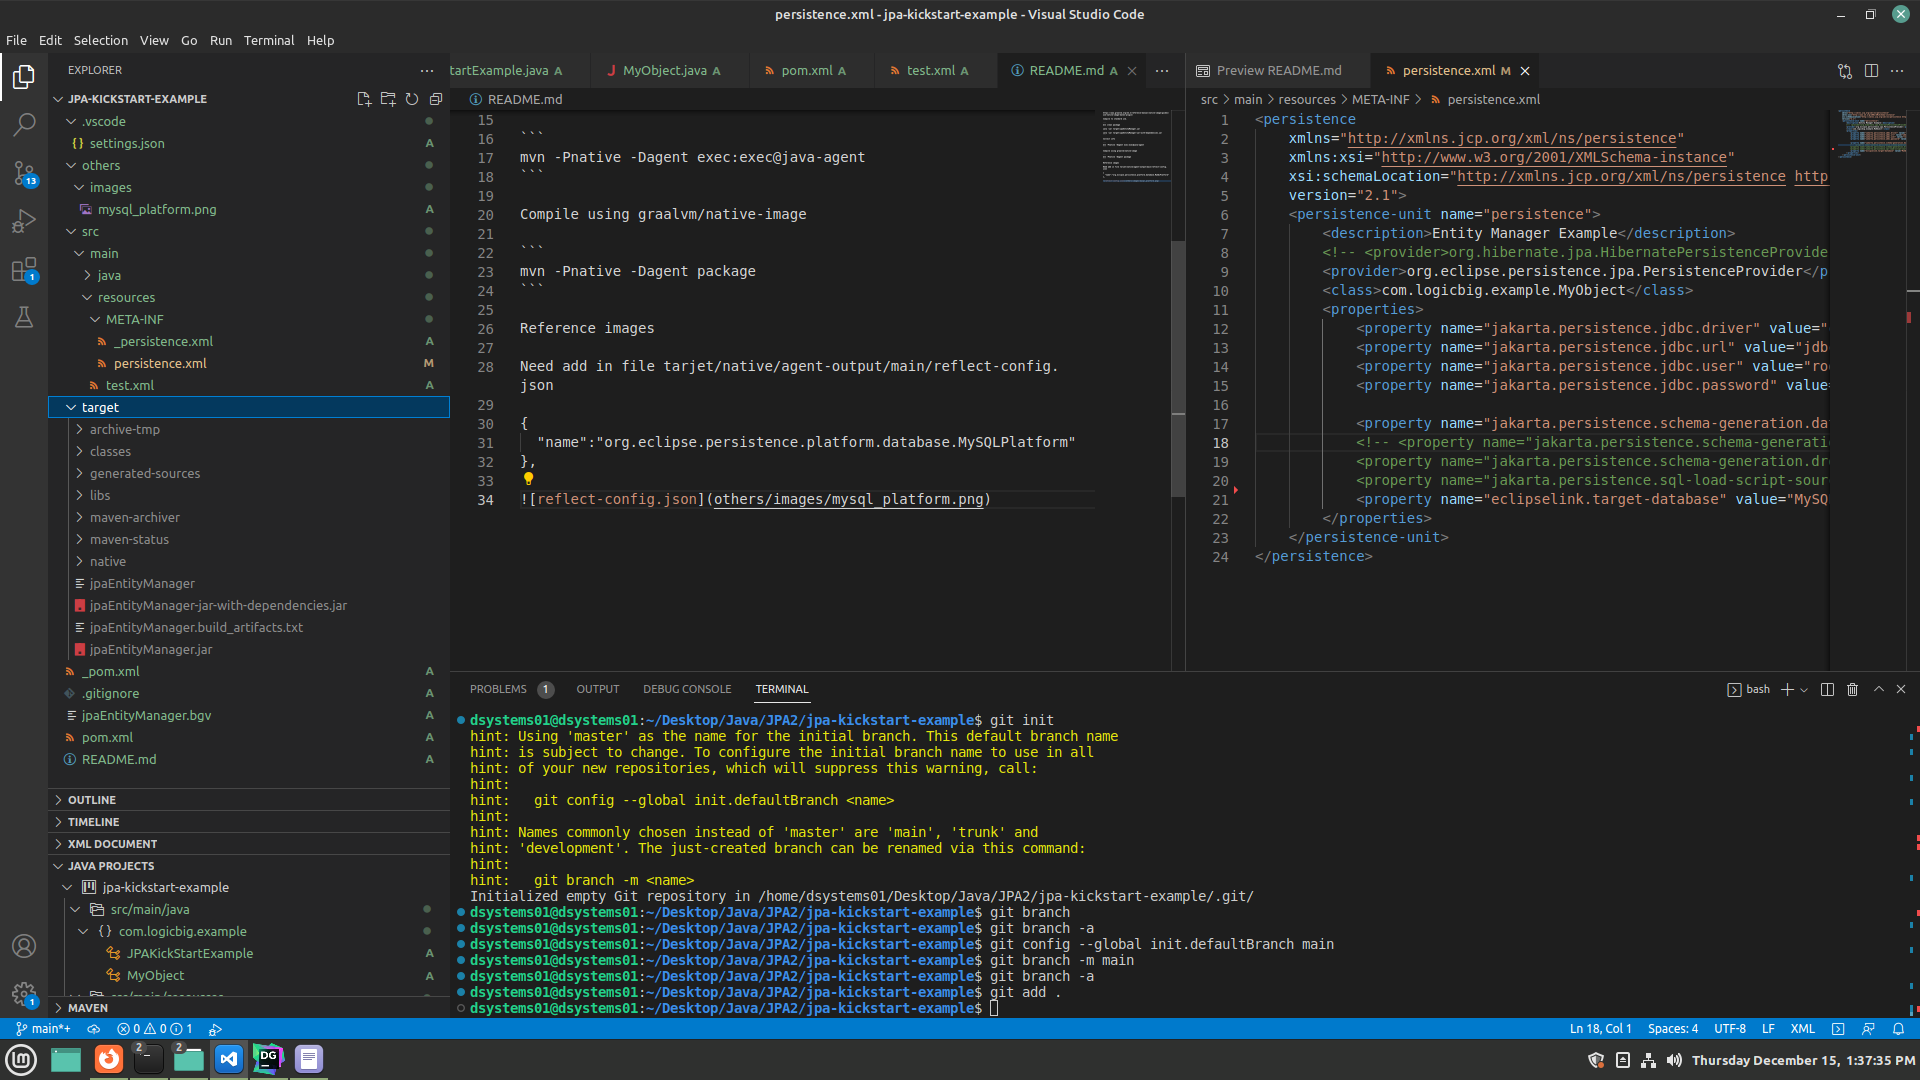 persistence.xml - jpa-kickstart-example - Visual Studio Code
File Edit Selection View Go Run Terminal Help
EXPLORER
JPA-KICKSTART-EXAMPLE
.vscode
settings.json A
others
images
mysql_platform.png A
src
main
java
resources
META-INF
_persistence.xml A
persistence.xml M
test.xml A
target
archive-tmp
classes
generated-sources
libs
maven-archiver
maven-status
native
jpaEntityManager
jpaEntityManager-jar-with-dependencies.jar
jpaEntityManager.build_artifacts.txt
jpaEntityManager.jar
_pom.xml A
.gitignore A
jpaEntityManager.bgv A
pom.xml A
README.md A
OUTLINE
TIMELINE
XML DOCUMENT
JAVA PROJECTS
jpa-kickstart-example
src/main/java
com.logicbig.example
JPAKickStartExample A
MyObject A
MAVEN
13
1
1
tartExample.java A
MyObject.java A
pom.xml A
test.xml A
README.md A
README.md
15
16 ```
17 mvn -Pnative -Dagent exec:exec@java-agent
18 ```
19
20 Compile using graalvm/native-image
21
22 ```
23 mvn -Pnative -Dagent package
24 ```
25
26 Reference images
27
28 Need add in file tarjet/native/agent-output/main/reflect-config.
json
29
30 {
31 "name":"org.eclipse.persistence.platform.database.MySQLPlatform"
32 },
33
34 ![reflect-config.json](others/images/mysql_platform.png)
Preview README.md
persistence.xml M
src > main > resources > META-INF > persistence.xml
1 <persistence
2 xmlns="http://xmlns.jcp.org/xml/ns/persistence"
3 xmlns:xsi="http://www.w3.org/2001/XMLSchema-instance"
4 xsi:schemaLocation="http://xmlns.jcp.org/xml/ns/persistence http
5 version="2.1">
6 <persistence-unit name="persistence">
7 <description>Entity Manager Example</description>
8 <!-- <provider>org.hibernate.jpa.HibernatePersistenceProvider
9 <provider>org.eclipse.persistence.jpa.PersistenceProvider</p
10 <class>com.logicbig.example.MyObject</class>
11 <properties>
12 <property name="jakarta.persistence.jdbc.driver" value="
13 <property name="jakarta.persistence.jdbc.url" value="jdb
14 <property name="jakarta.persistence.jdbc.user" value="ro
15 <property name="jakarta.persistence.jdbc.password" value
16
17 <property name="jakarta.persistence.schema-generation.da
18 <!-- <property name="jakarta.persistence.schema-generati
19 <property name="jakarta.persistence.schema-generation.dr
20 <property name="jakarta.persistence.sql-load-script-sour
21 <property name="eclipselink.target-database" value="MySQ
22 </properties>
23 </persistence-unit>
24 </persistence>
PROBLEMS 1 OUTPUT DEBUG CONSOLE TERMINAL
bash
dsystems01@dsystems01:~/Desktop/Java/JPA2/jpa-kickstart-example$ git init
hint: Using 'master' as the name for the initial branch. This default branch name
hint: is subject to change. To configure the initial branch name to use in all
hint: of your new repositories, which will suppress this warning, call:
hint:
hint: git config --global init.defaultBranch <name>
hint:
hint: Names commonly chosen instead of 'master' are 'main', 'trunk' and
hint: 'development'. The just-created branch can be renamed via this command:
hint:
hint: git branch -m <name>
Initialized empty Git repository in /home/dsystems01/Desktop/Java/JPA2/jpa-kickstart-example/.git/
dsystems01@dsystems01:~/Desktop/Java/JPA2/jpa-kickstart-example$ git branch
dsystems01@dsystems01:~/Desktop/Java/JPA2/jpa-kickstart-example$ git branch -a
dsystems01@dsystems01:~/Desktop/Java/JPA2/jpa-kickstart-example$ git config --global init.defaultBranch main
dsystems01@dsystems01:~/Desktop/Java/JPA2/jpa-kickstart-example$ git branch -m main
dsystems01@dsystems01:~/Desktop/Java/JPA2/jpa-kickstart-example$ git branch -a
dsystems01@dsystems01:~/Desktop/Java/JPA2/jpa-kickstart-example$ git add .
dsystems01@dsystems01:~/Desktop/Java/JPA2/jpa-kickstart-example$
main*+ 0 0 1
Ln 18, Col 1 Spaces: 4 UTF-8 LF XML
2 2 DG
Thursday December 15, 1:37:35 PM